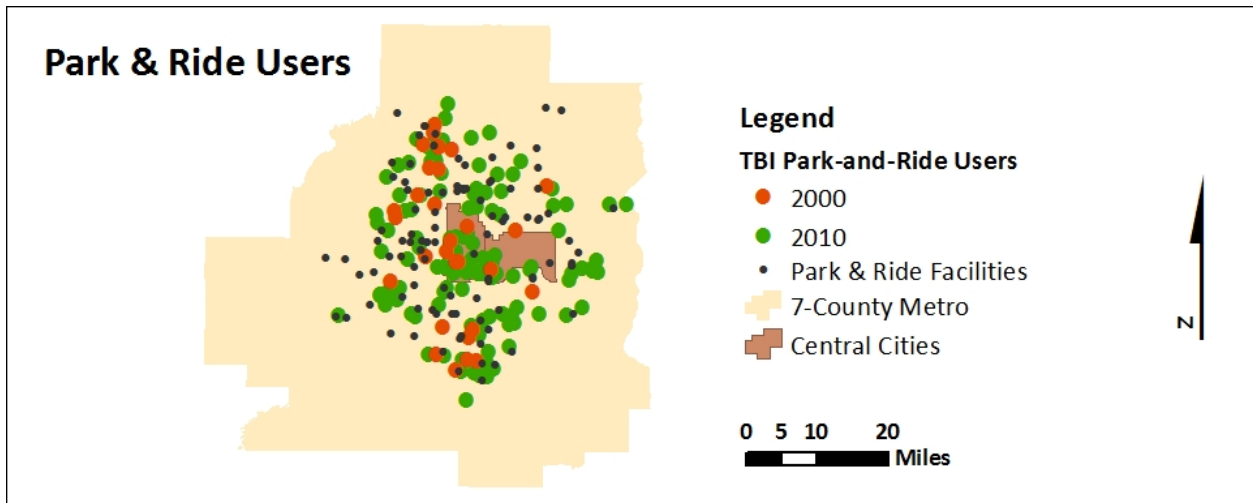 Park & Ride Users
Legend
TBI Park-and-Ride Users
2000
2010
Park & Ride Facilities
7-County Metro
Central Cities
0 5 10 20
Miles
N